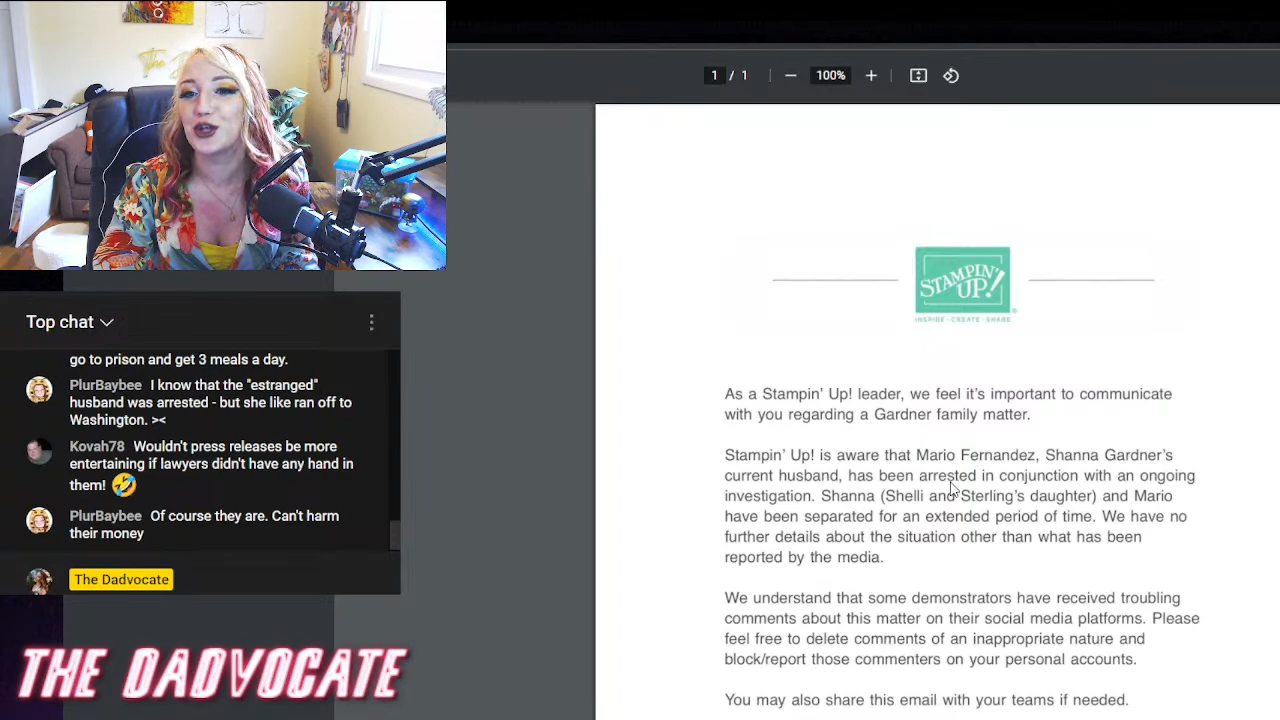 1 / 1
100%
STAMPIN'
UP!
INSPIRE · CREATE · SHARE
As a Stampin' Up! leader, we feel it's important to communicate
with you regarding a Gardner family matter.
Stampin' Up! is aware that Mario Fernandez, Shanna Gardner's
current husband, has been arrested in conjunction with an ongoing
investigation. Shanna (Shelli and Sterling's daughter) and Mario
have been separated for an extended period of time. We have no
further details about the situation other than what has been
reported by the media.
We understand that some demonstrators have received troubling
comments about this matter on their social media platforms. Please
feel free to delete comments of an inappropriate nature and
block/report those commenters on your personal accounts.
You may also share this email with your teams if needed.
Top chat
go to prison and get 3 meals a day.
PlurBaybee I know that the "estranged"
husband was arrested - but she like ran off to
Washington. ><
Kovah78 Wouldn't press releases be more
entertaining if lawyers didn't have any hand in
them! 🤣
PlurBaybee Of course they are. Can't harm
their money
The Dadvocate
THE DADVOCATE